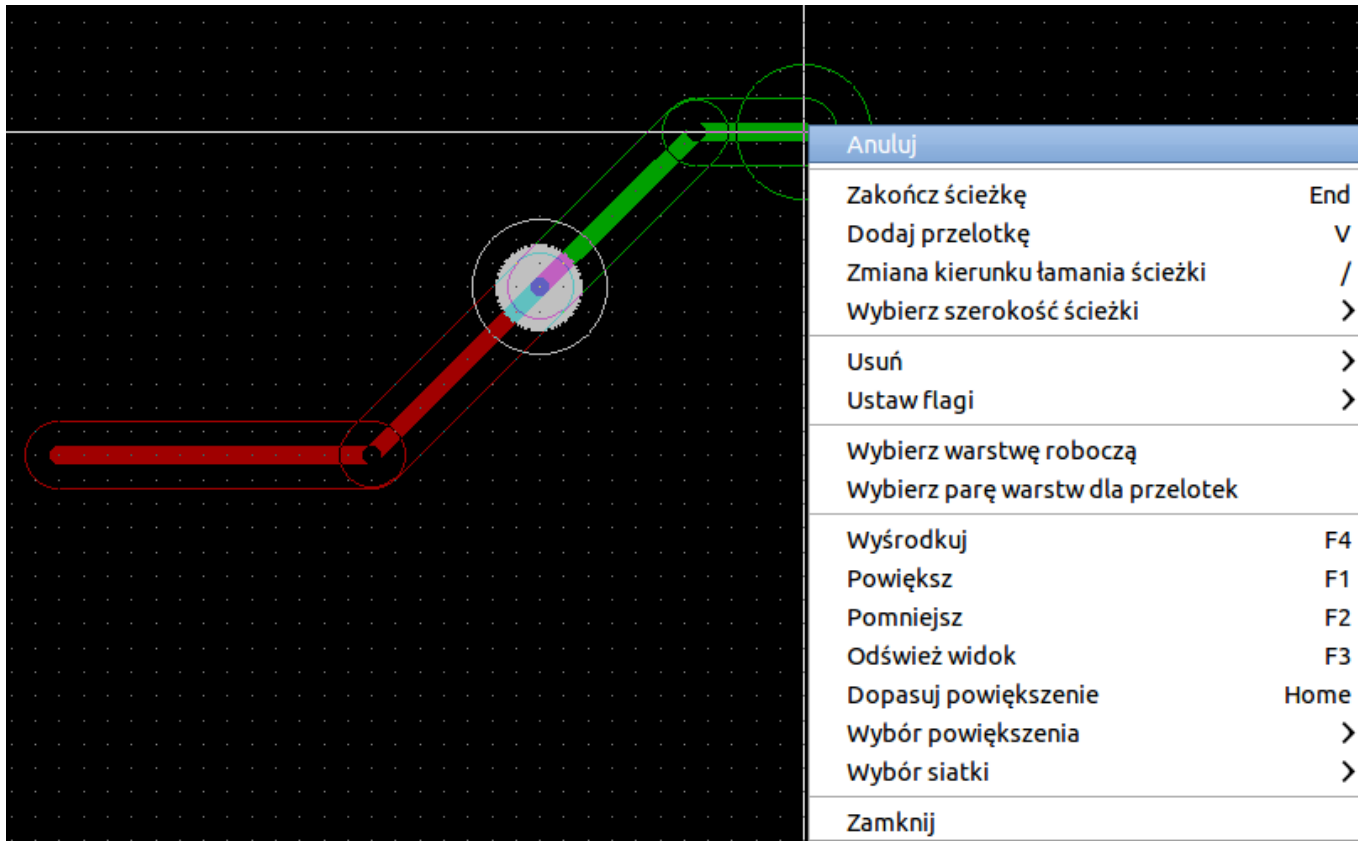 Anuluj
Zakończ ścieżkę End
Dodaj przelotkę V
Zmiana kierunku łamania ścieżki /
Wybierz szerokość ścieżki
Usuń
Ustaw flagi
Wybierz warstwę roboczą
Wybierz parę warstw dla przelotek
Wyśrodkuj F4
Powiększ F1
Pomniejsz F2
Odśwież widok F3
Dopasuj powiększenie Home
Wybór powiększenia
Wybór siatki
Zamknij